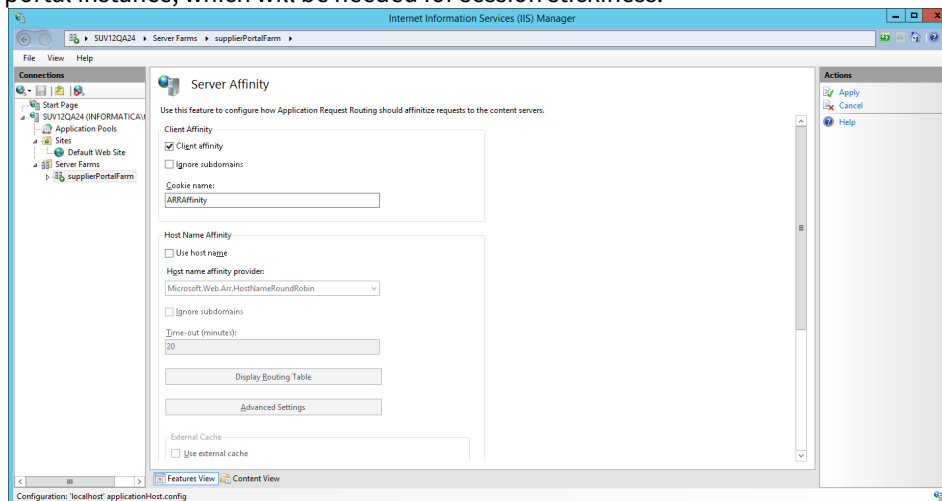 portal instance, which will be needed for session stickiness.
Internet Information Services (IIS) Manager
SUV12QA24 Server Farms supplierPortalFarm
File View Help
Connections
Start Page
SUV12QA24 (INFORMATICA\
Application Pools
Sites
Default Web Site
Server Farms
supplierPortalFarm
Server Affinity
Use this feature to configure how Application Request Routing should affinitize requests to the content servers.
Client Affinity
Client affinity
Ignore subdomains
Cookie name:
ARRAffinity
Host Name Affinity
Use host name
Host name affinity provider:
Microsoft.Web.Arr.HostNameRoundRobin
Ignore subdomains
Time-out (minutes):
20
Display Routing Table
Advanced Settings
External Cache
Use external cache
Features View Content View
Actions
Apply
Cancel
Help
Configuration: 'localhost' applicationHost.config